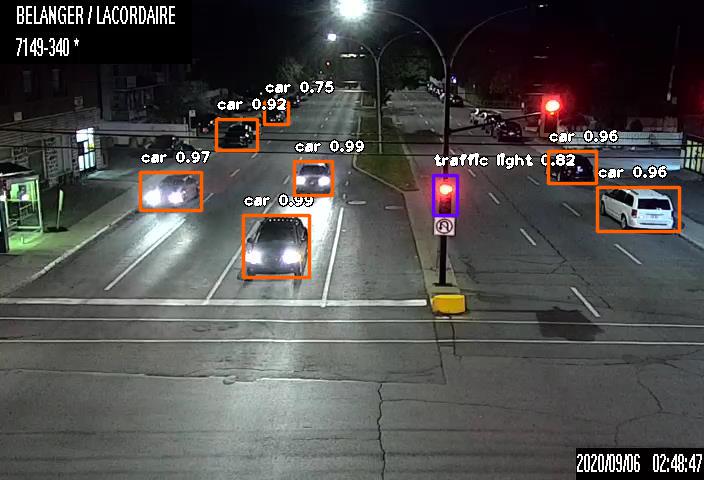 BELANGER / LACORDAIRE
7149-340 *
car 0.75
car 0.92
car 0.96
car 0.99
car 0.97
traffic light 0.82
car 0.96
car 0.99
2020/09/06 02:48:47